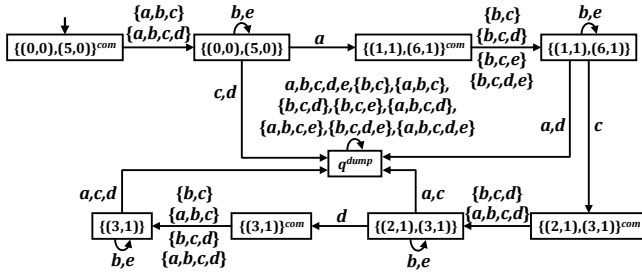 {a,b,c}
{a,b,c,d}
b,e
{b,c}
{b,c,d}
b,e
{(0,0),(5,0)}com
{(0,0),(5,0)}
a
{(1,1),(6,1)}com
{(1,1),(6,1)}
{b,c,e}
{b,c,d,e}
c,d
a,b,c,d,e,{b,c},{a,b,c},
{b,c,d},{b,c,e},{a,b,c,d},
{a,b,c,e},{b,c,d,e},{a,b,c,d,e}
a,d
c
qdump
a,c,d
{b,c}
{a,b,c}
a,c
{b,c,d}
{a,b,c,d}
{(3,1)}
{(3,1)}com
d
{(2,1),(3,1)}
{(2,1),(3,1)}com
{b,c,d}
{a,b,c,d}
b,e
b,e